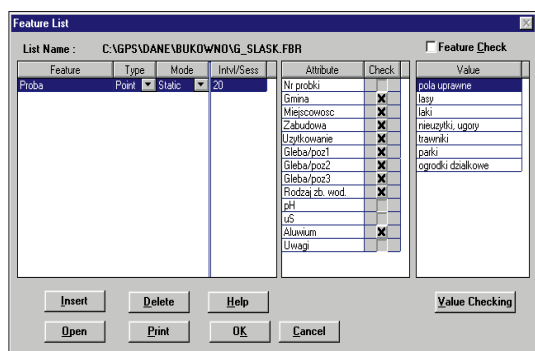 Feature List
List Name : C:\GPS\DANE\BUKOWNO\G_SLASK.FBR
Feature Check
Feature Type Mode Intvl/Sess
Proba Point Static 20
Attribute Check
Nr probki
Gmina
Miejscowosc
Zabudowa
Uzytkowanie
Gleba/poz1
Gleba/poz2
Gleba/poz3
Rodzaj zb. wod.
pH
uS
Aluwium
Uwagi
Value
pola uprawne
lasy
laki
nieuzytki, ugory
trawniki
parki
ogrodki dzialkowe
Insert Delete Help Value Checking
Open Print OK Cancel